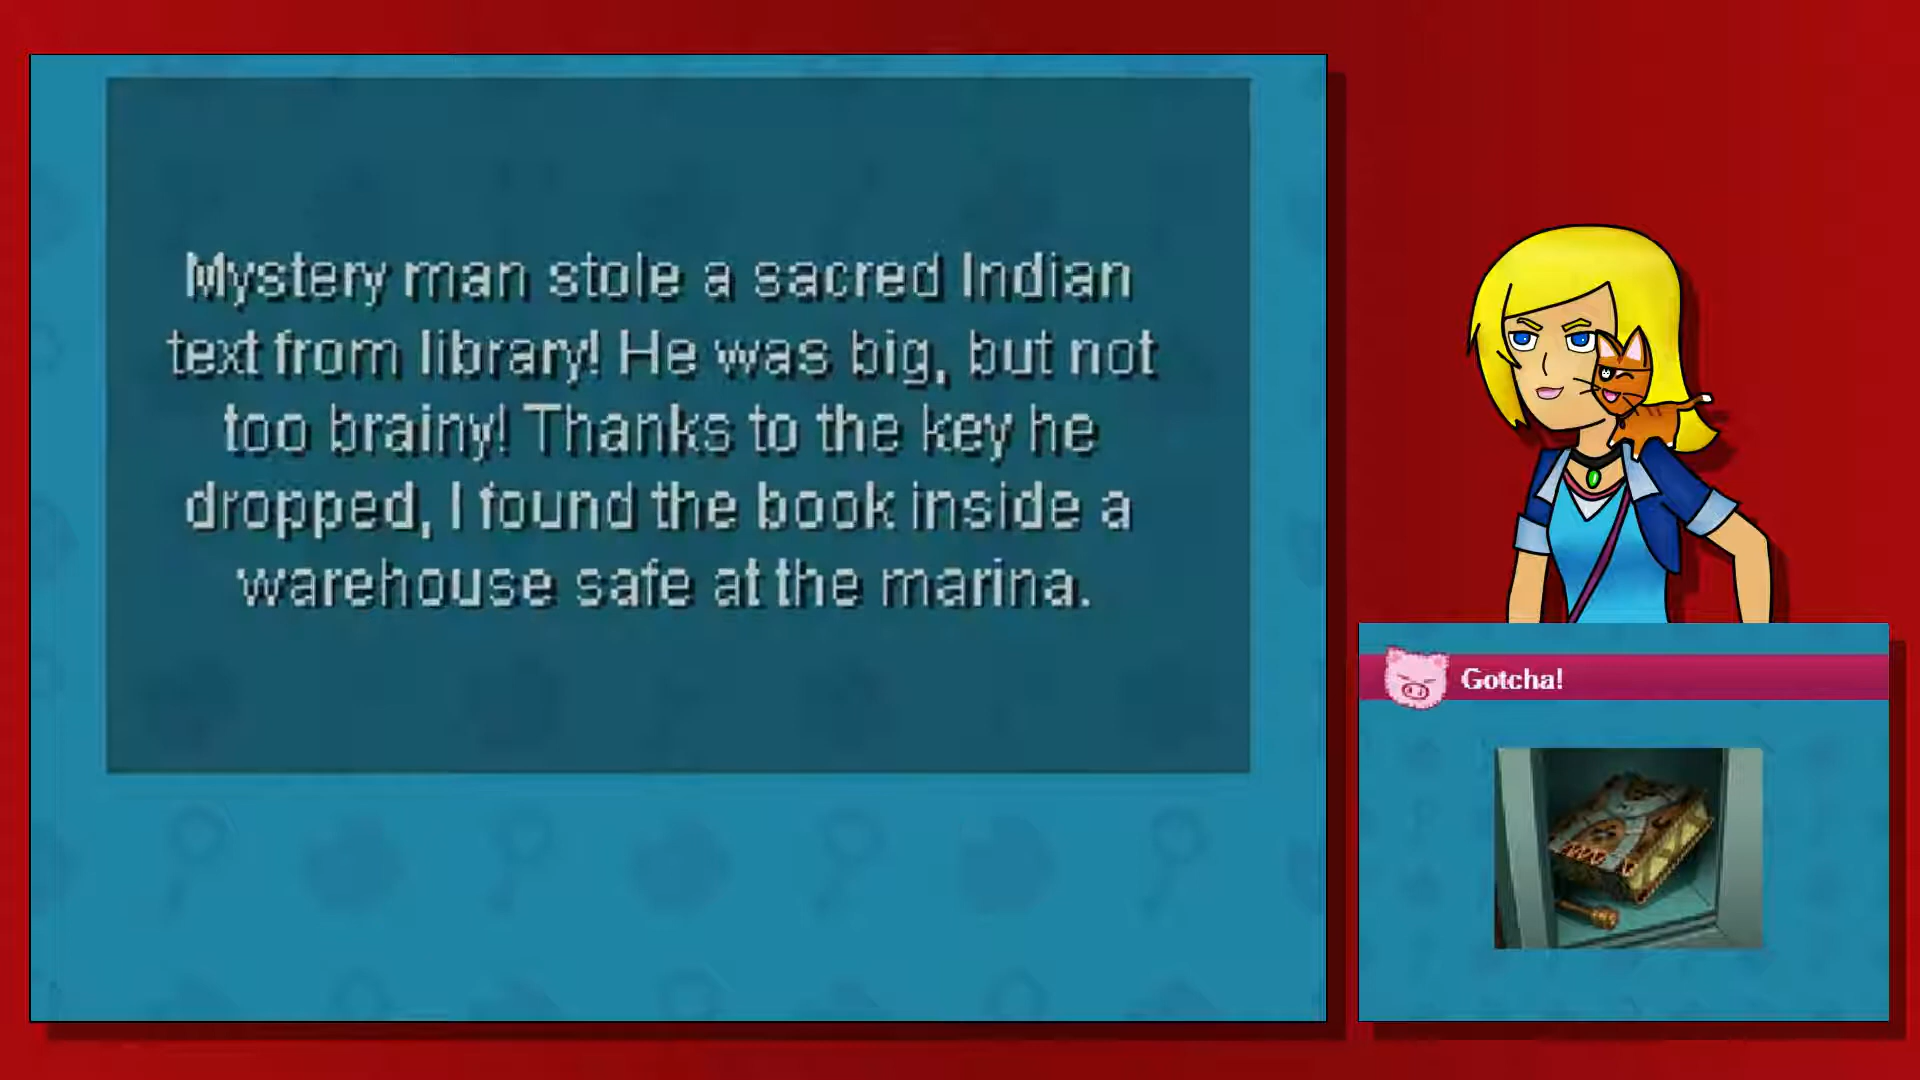 Mystery man stole a sacred Indian
text from library! He was big, but not
too brainy! Thanks to the key he
dropped, I found the book inside a
warehouse safe at the marina.
Gotcha!